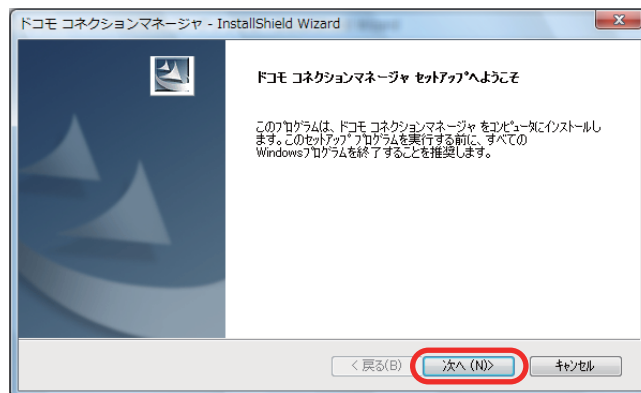 ドコモ コネクションマネージャ - InstallShield Wizard
ドコモ コネクションマネージャ セットアップへようこそ
このプログラムは、ドコモ コネクションマネージャ をコンピュータにインストールし
ます。このセットアップ プログラムを実行する前に、すべての
Windowsプログラムを終了することを推奨します。
< 戻る(B)
次へ (N)>
キャンセル